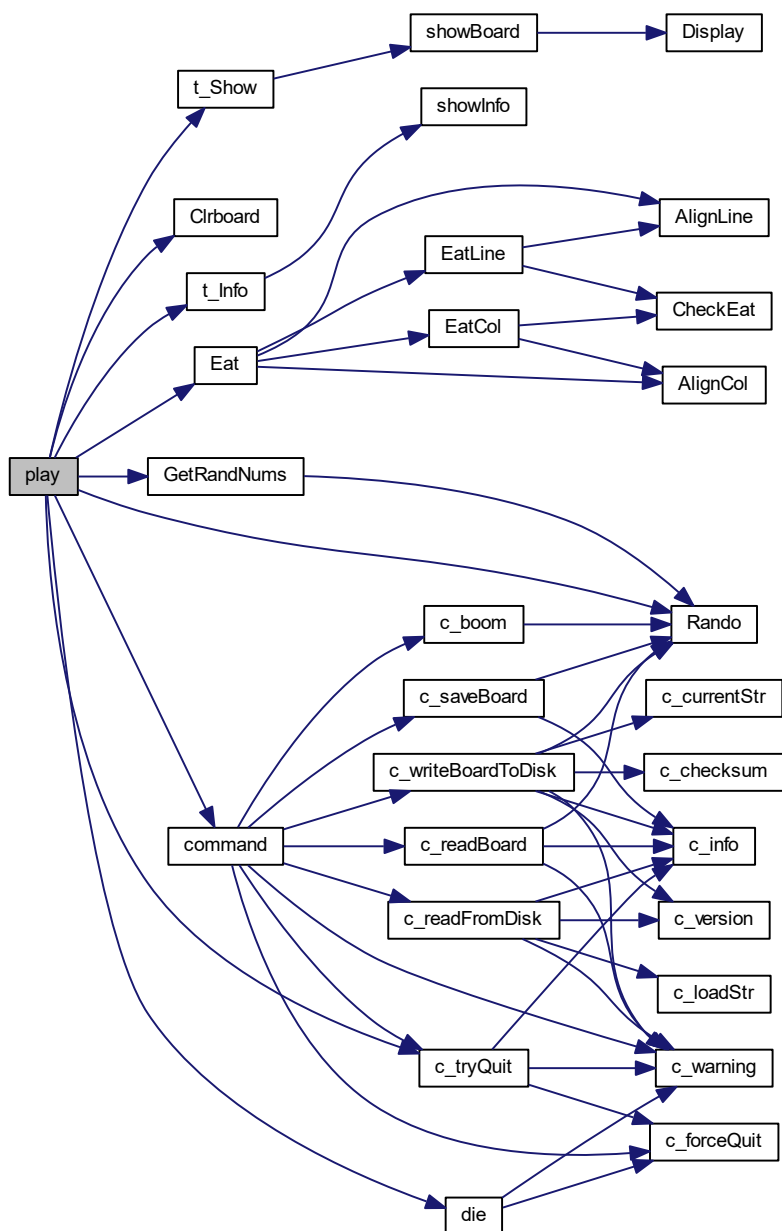 showBoard
Display
t_Show
showInfo
Clrboard
AlignLine
EatLine
t_Info
CheckEat
EatCol
Eat
AlignCol
play
GetRandNums
c_boom
Rando
c_saveBoard
c_currentStr
c_writeBoardToDisk
c_checksum
command
c_readBoard
c_info
c_readFromDisk
c_version
c_loadStr
c_tryQuit
c_warning
c_forceQuit
die